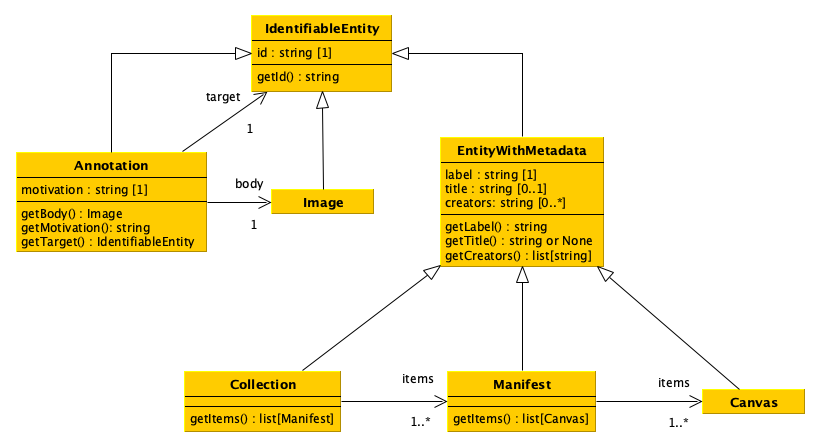 IdentifiableEntity
id : string [1]
getId() : string
target
1
Annotation
motivation : string [1]
getBody() : Image
getMotivation(): string
getTarget() : IdentifiableEntity
body
1
Image
EntityWithMetadata
label : string [1]
title : string [0..1]
creators: string [0..*]
getLabel() : string
getTitle() : string or None
getCreators() : list[string]
Collection
getItems() : list[Manifest]
items
1..*
Manifest
getItems() : list[Canvas]
items
1..*
Canvas